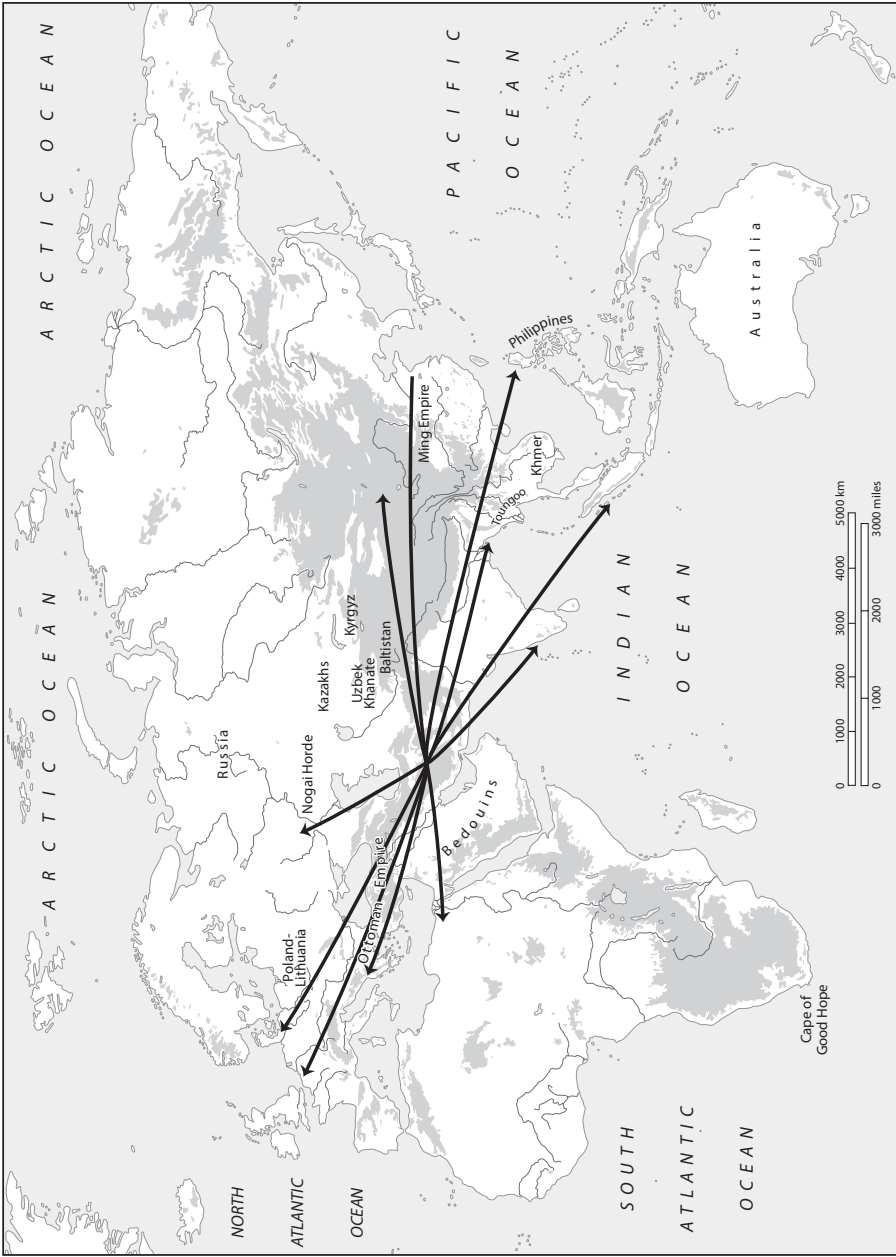 ARCTIC OCEAN
ARCTIC OCEAN
PACIFIC
OCEAN
NORTH
ATLANTIC
OCEAN
Russia
Poland-
Lithuania
Nogai Horde
Kazakhs
Kyrgyz
Uzbek
Khanate
Baltistan
Ottoman Empire
Bedouins
Ming Empire
Toungoo
Khmer
Philippines
INDIAN
OCEAN
Australia
SOUTH
ATLANTIC
OCEAN
Cape of
Good Hope
0 1000 2000 3000 4000 5000 km
0 1000 2000 3000 miles